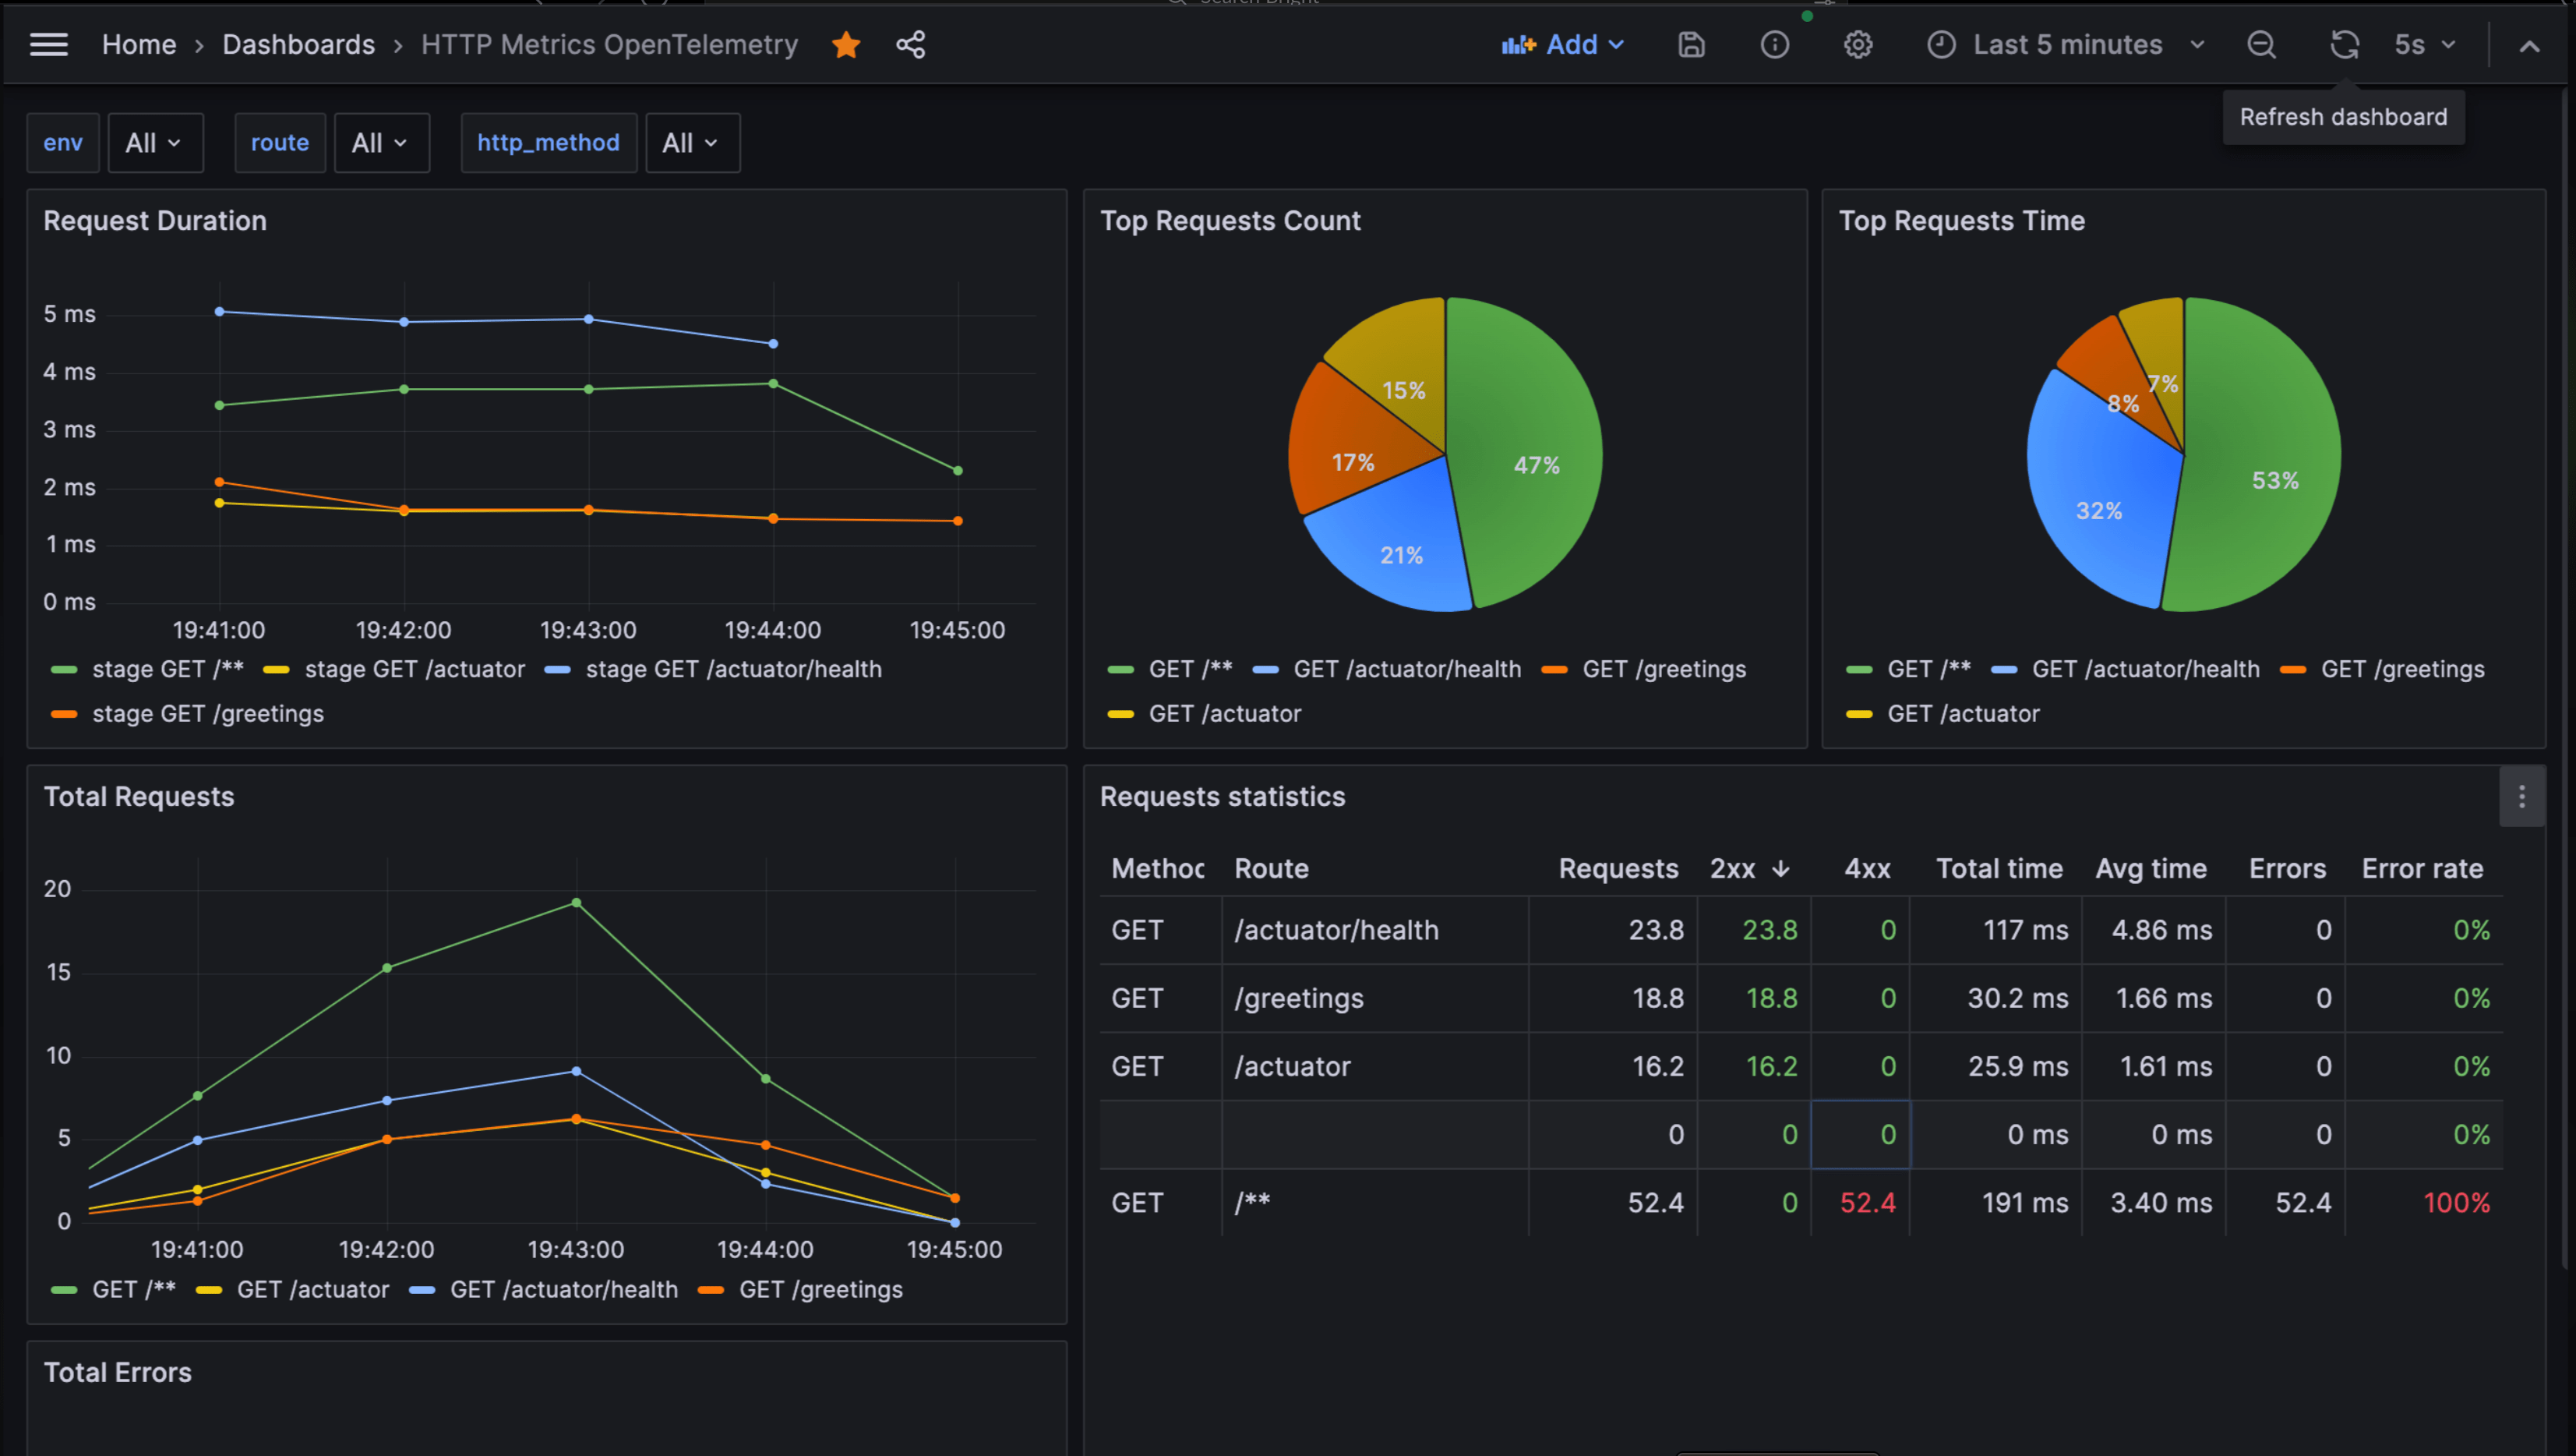 Home › Dashboards › HTTP Metrics OpenTelemetry Add Last 5 minutes 5s
Refresh dashboard
env All route All http_method All
Request Duration
5 ms
4 ms
3 ms
2 ms
1 ms
0 ms
19:41:00 19:42:00 19:43:00 19:44:00 19:45:00
stage GET /** stage GET /actuator stage GET /actuator/health
stage GET /greetings
Top Requests Count
15%
47%
17%
21%
GET /** GET /actuator/health GET /greetings
GET /actuator
Top Requests Time
7%
8%
53%
32%
GET /** GET /actuator/health GET /greetings
GET /actuator
Total Requests
20
15
10
5
0
19:41:00 19:42:00 19:43:00 19:44:00 19:45:00
GET /** GET /actuator GET /actuator/health GET /greetings
Requests statistics
Method Route Requests 2xx ↓ 4xx Total time Avg time Errors Error rate
GET /actuator/health 23.8 23.8 0 117 ms 4.86 ms 0 0%
GET /greetings 18.8 18.8 0 30.2 ms 1.66 ms 0 0%
GET /actuator 16.2 16.2 0 25.9 ms 1.61 ms 0 0%
0 0 0 0 ms 0 ms 0 0%
GET /** 52.4 0 52.4 191 ms 3.40 ms 52.4 100%
Total Errors